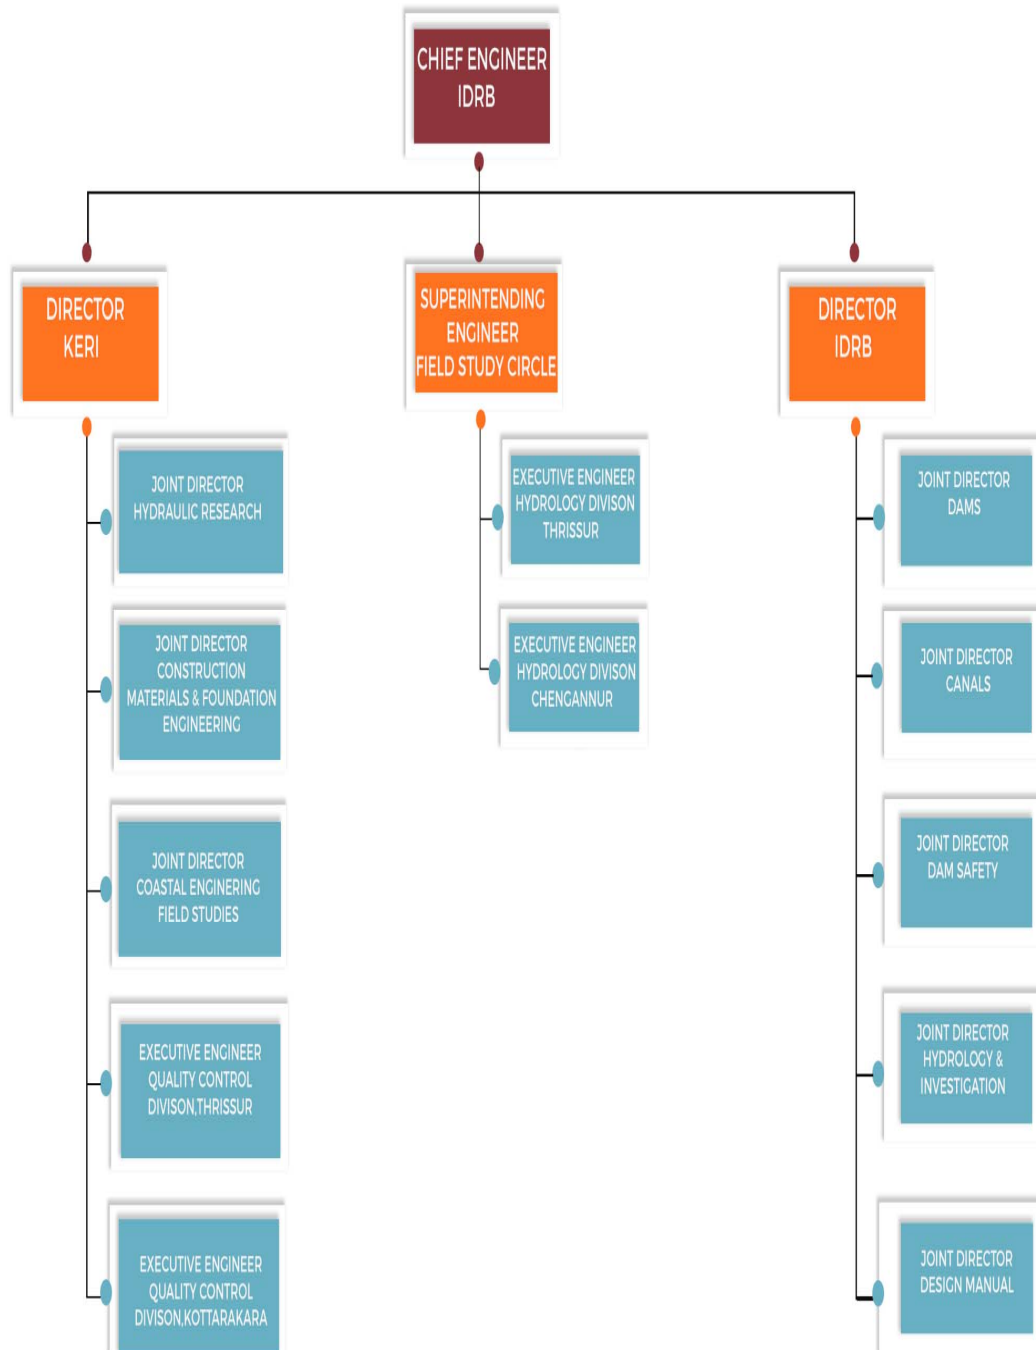 CHIEF ENGINEER
IDRB
DIRECTOR
KERI
SUPERINTENDING
ENGINEER
FIELD STUDY CIRCLE
DIRECTOR
IDRB
JOINT DIRECTOR
HYDRAULIC RESEARCH
JOINT DIRECTOR
CONSTRUCTION
MATERIALS & FOUNDATION
ENGINEERING
JOINT DIRECTOR
COASTAL ENGINERING
FIELD STUDIES
EXECUTIVE ENGINEER
QUALITY CONTROL
DIVISON,THRISSUR
EXECUTIVE ENGINEER
QUALITY CONTROL
DIVISON,KOTTARAKARA
EXECUTIVE ENGINEER
HYDROLOGY DIVISON
THRISSUR
EXECUTIVE ENGINEER
HYDROLOGY DIVISON
CHENGANNUR
JOINT DIRECTOR
DAMS
JOINT DIRECTOR
CANALS
JOINT DIRECTOR
DAM SAFETY
JOINT DIRECTOR
HYDROLOGY &
INVESTIGATION
JOINT DIRECTOR
DESIGN MANUAL